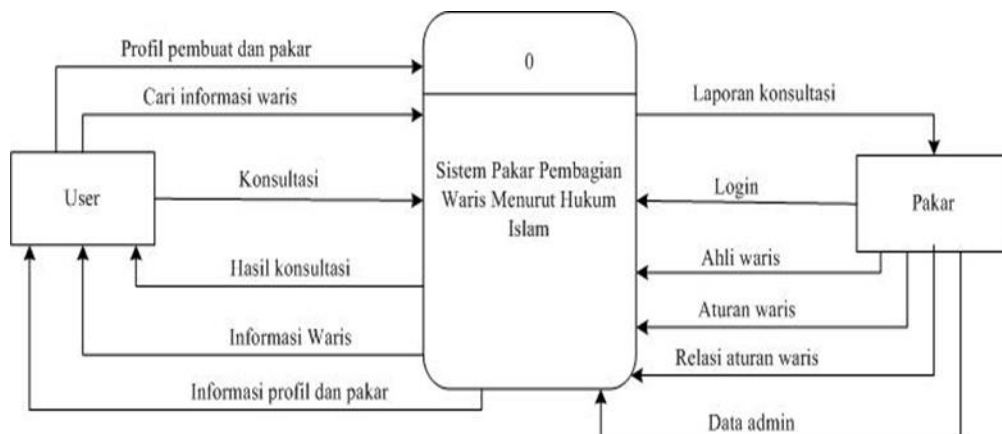 Profil pembuat dan pakar
0
Cari informasi waris
Laporan konsultasi
User
Konsultasi
Sistem Pakar Pembagian
Waris Menurut Hukum
Islam
Login
Pakar
Hasil konsultasi
Ahli waris
Informasi Waris
Aturan waris
Relasi aturan waris
Informasi profil dan pakar
Data admin